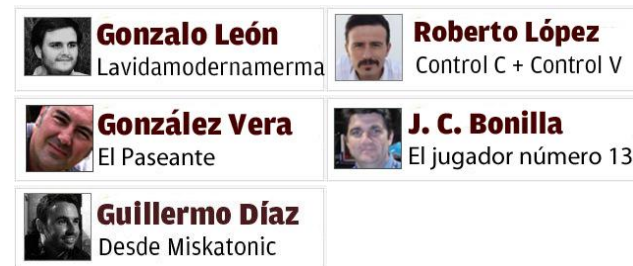 Gonzalo León
Lavidamodernamerma
Roberto López
Control C + Control V
González Vera
El Paseante
J. C. Bonilla
El jugador número 13
Guillermo Díaz
Desde Miskatonic